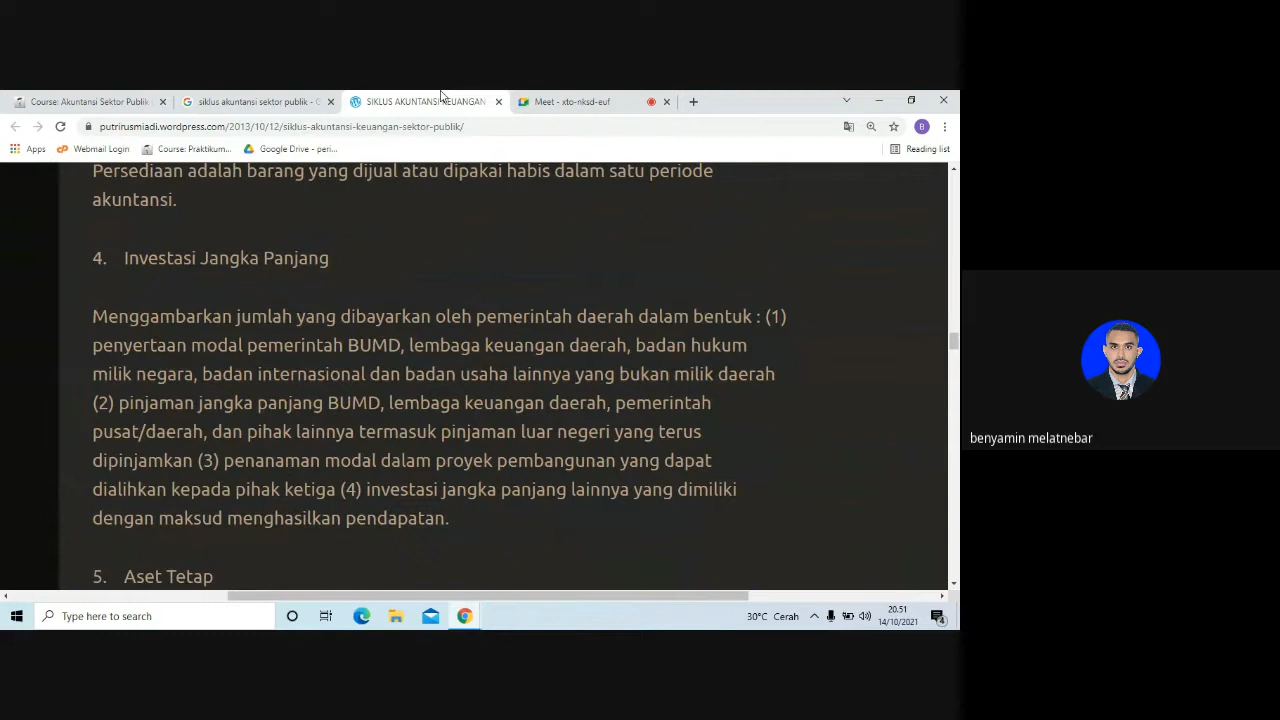 Course: Akuntansi Sektor Publik
siklus akuntansi sektor publik - G
SIKLUS AKUNTANSI KEUANGAN
Meet - xto-nksd-euf
putrirusmiadi.wordpress.com/2013/10/12/siklus-akuntansi-keuangan-sektor-publik/
B
Apps
Webmail Login
Course: Praktikum...
Google Drive - peri...
Reading list
Persediaan adalah barang yang dijual atau dipakai habis dalam satu periode
akuntansi.
4. Investasi Jangka Panjang
Menggambarkan jumlah yang dibayarkan oleh pemerintah daerah dalam bentuk : (1)
penyertaan modal pemerintah BUMD, lembaga keuangan daerah, badan hukum
milik negara, badan internasional dan badan usaha lainnya yang bukan milik daerah
(2) pinjaman jangka panjang BUMD, lembaga keuangan daerah, pemerintah
pusat/daerah, dan pihak lainnya termasuk pinjaman luar negeri yang terus
dipinjamkan (3) penanaman modal dalam proyek pembangunan yang dapat
dialihkan kepada pihak ketiga (4) investasi jangka panjang lainnya yang dimiliki
dengan maksud menghasilkan pendapatan.
5. Aset Tetap
benyamin melatnebar
Type here to search
30°C Cerah
20.51
14/10/2021
4